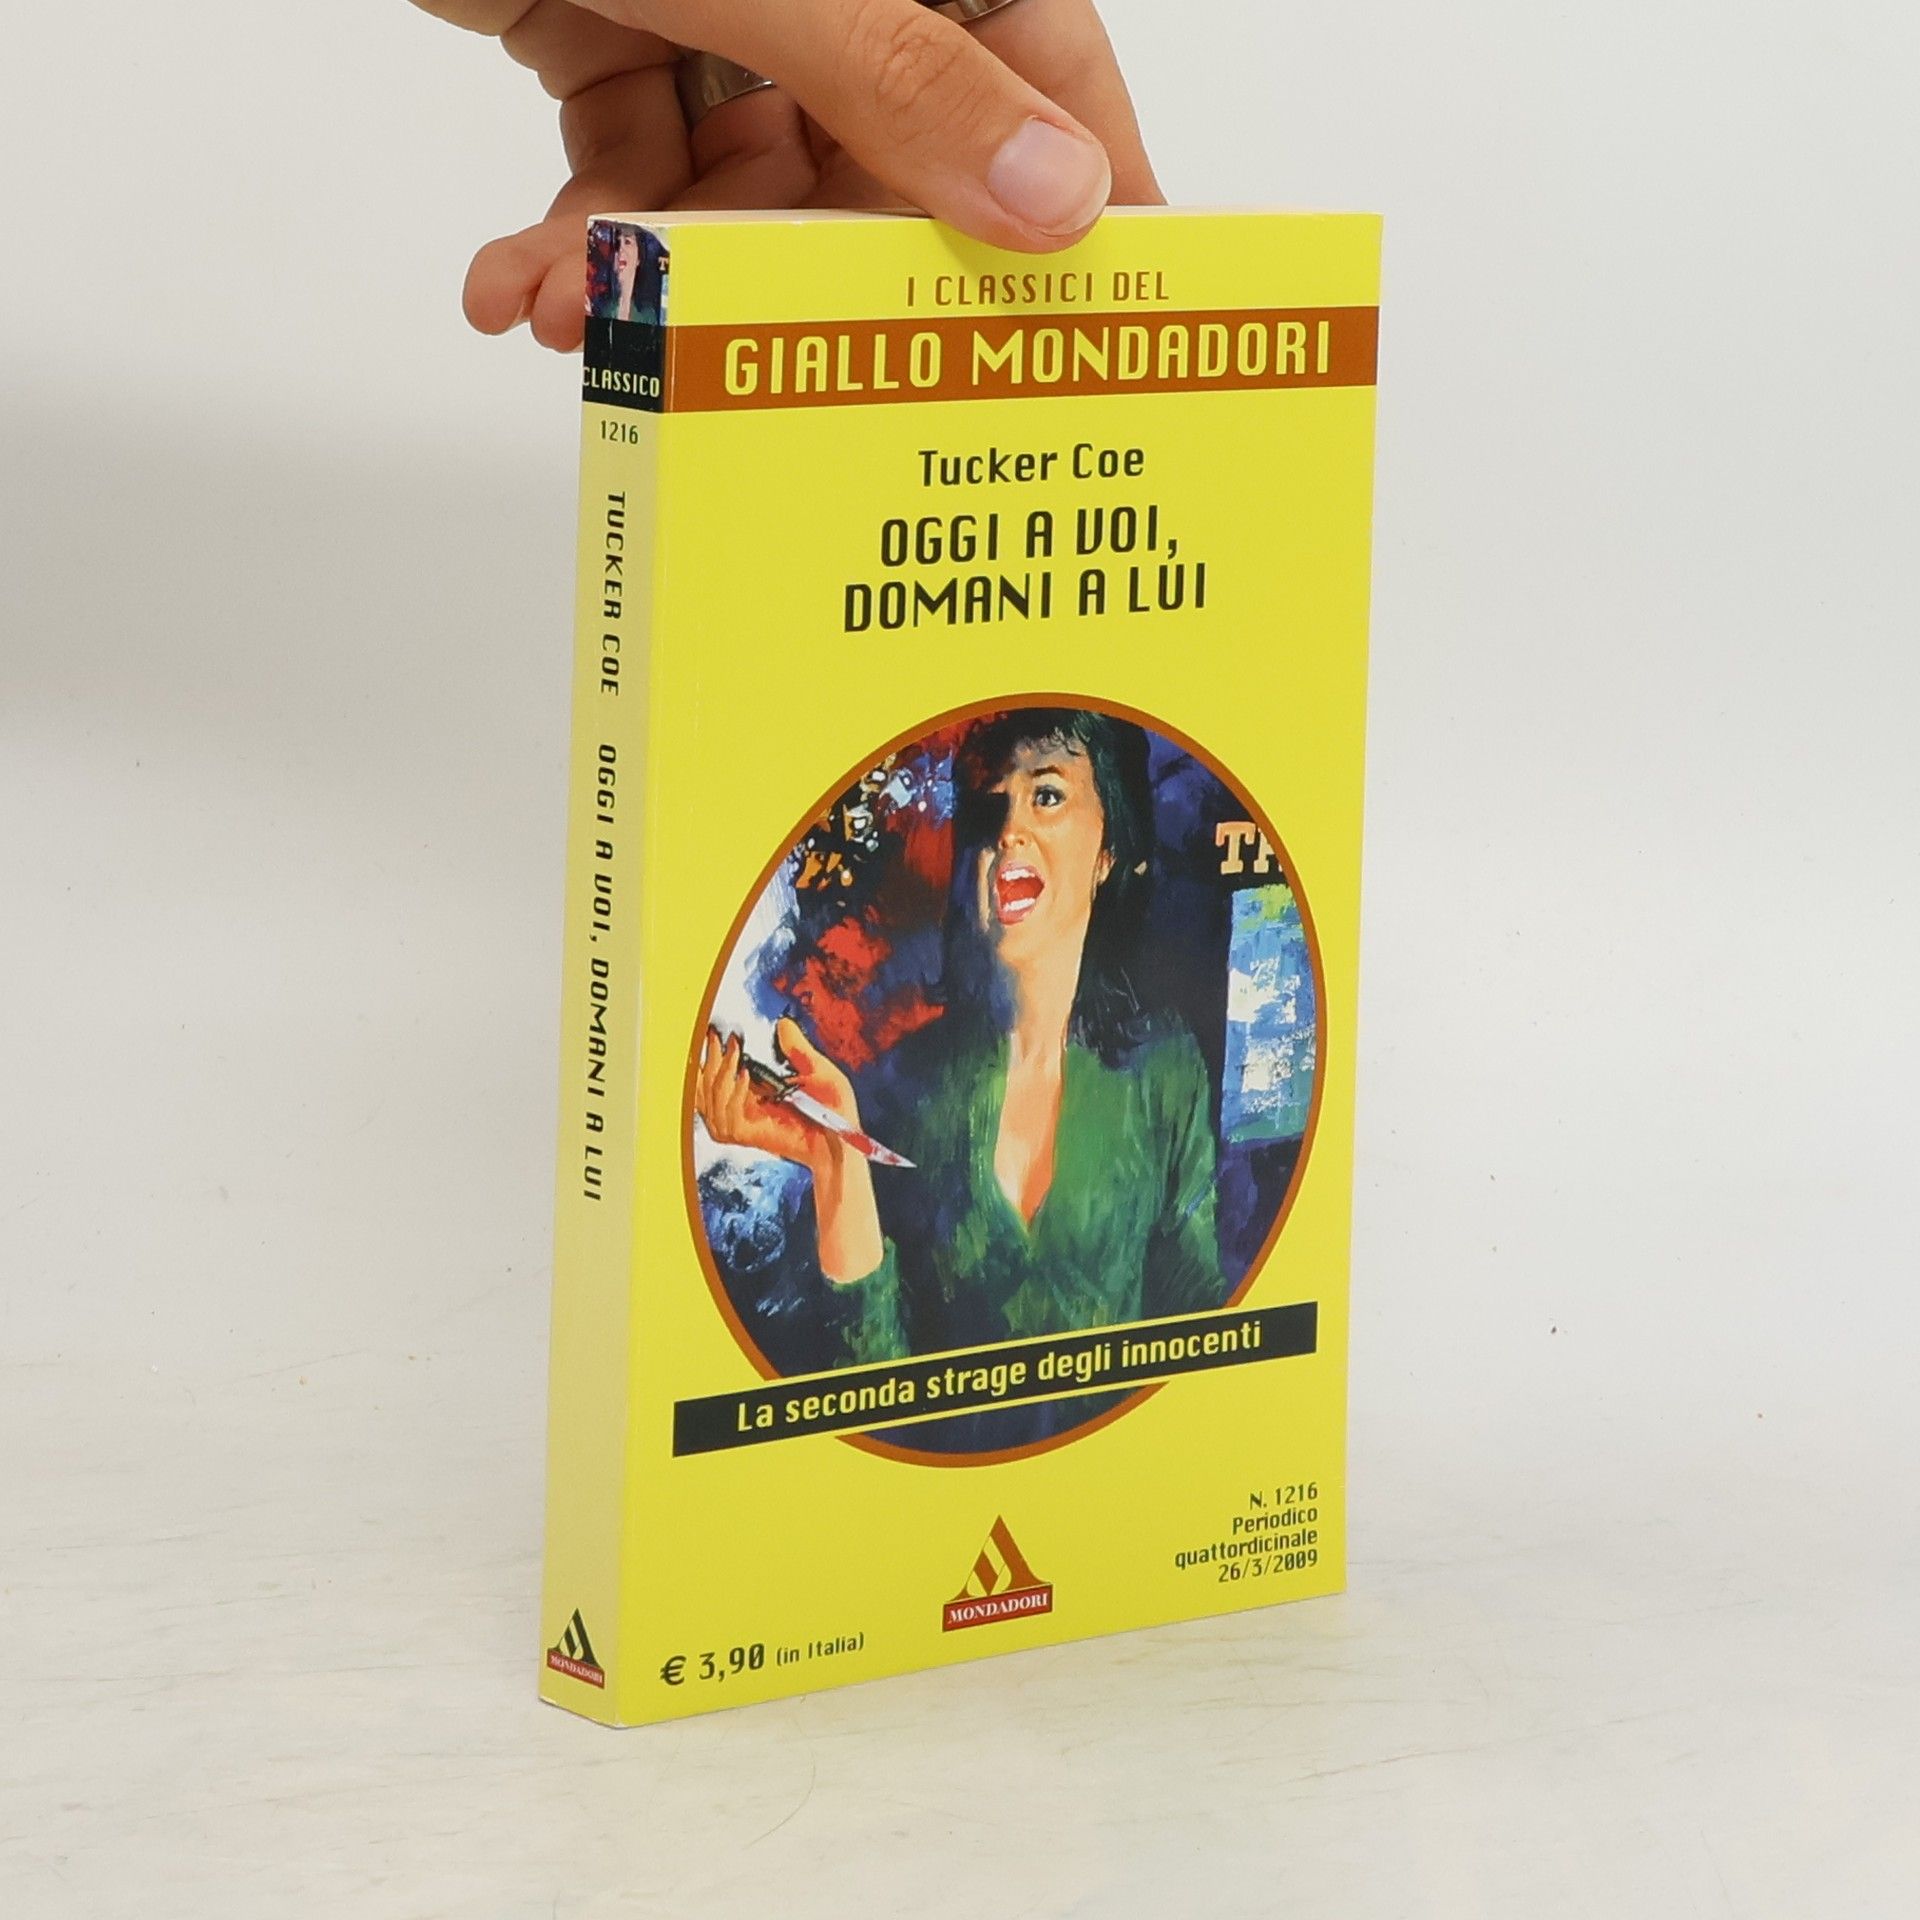 I CLASSICI DEL
GIALLO MONDADORI
Tucker Coe
OGGI A VOI,
DOMANI A LUI
TA
La seconda strage degli innocenti
N. 1216
Periodico
quattordicinale
26/3/2009
MONDADORI
€ 3,90 (in Italia)
CLASSICO
1216
TUCKER COE OGGI A VOI, DOMANI A LUI
MONDADORI